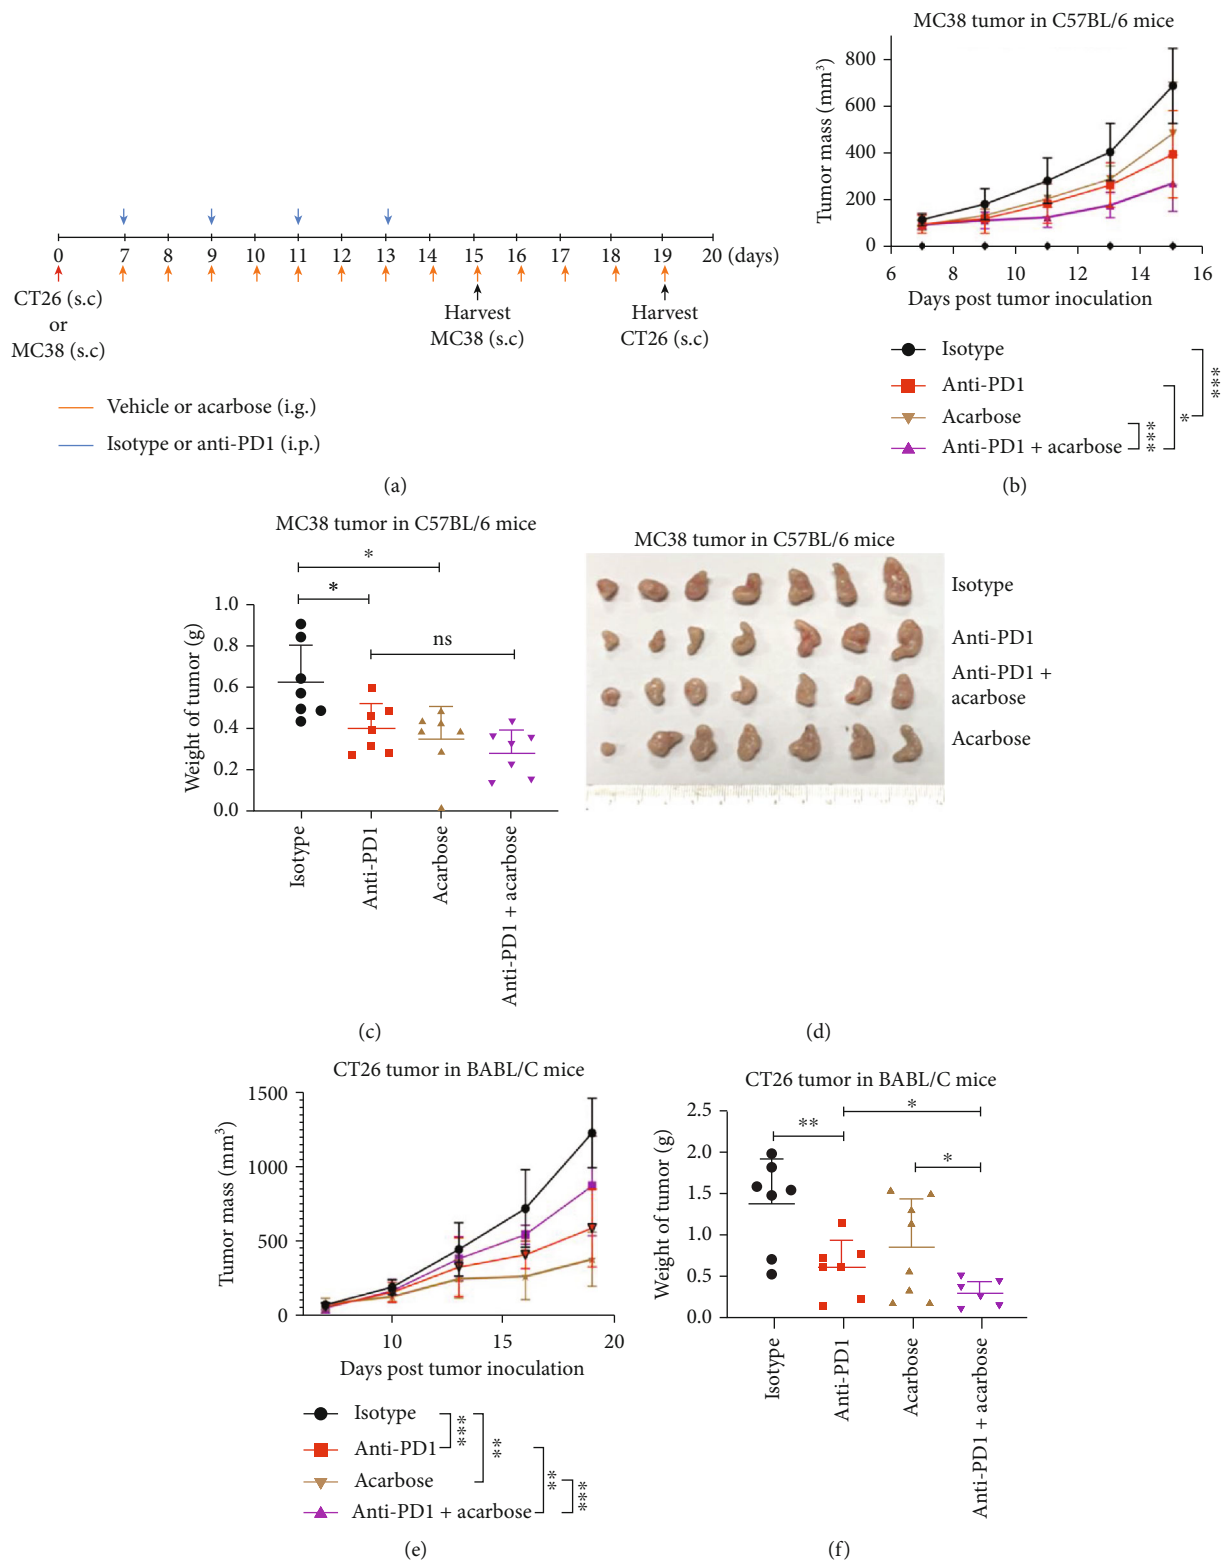 0 7 8 9 10 11 12 13 14 15 16 17 18 19 20 (days)
CT26 (s.c)
or
MC38 (s.c)
Harvest
MC38 (s.c)
Harvest
CT26 (s.c)
Vehicle or acarbose (i.g.)
Isotype or anti-PD1 (i.p.)
(a)
MC38 tumor in C57BL/6 mice
Tumor mass (mm³)
800
600
400
200
0
6 8 10 12 14 16
Days post tumor inoculation
Isotype
Anti-PD1
Acarbose
Anti-PD1 + acarbose
***
*
***
(b)
MC38 tumor in C57BL/6 mice
*
*
ns
Weight of tumor (g)
1.0
0.8
0.6
0.4
0.2
0.0
Isotype
Anti-PD1
Acarbose
Anti-PD1 + acarbose
(c)
MC38 tumor in C57BL/6 mice
Isotype
Anti-PD1
Anti-PD1 +
acarbose
Acarbose
(d)
CT26 tumor in BABL/C mice
Tumor mass (mm³)
1500
1000
500
0
10 15 20
Days post tumor inoculation
Isotype
Anti-PD1
Acarbose
Anti-PD1 + acarbose
***
**
**
***
(e)
CT26 tumor in BABL/C mice
*
**
*
Weight of tumor (g)
2.5
2.0
1.5
1.0
0.5
0.0
Isotype
Anti-PD1
Acarbose
Anti-PD1 + acarbose
(f)